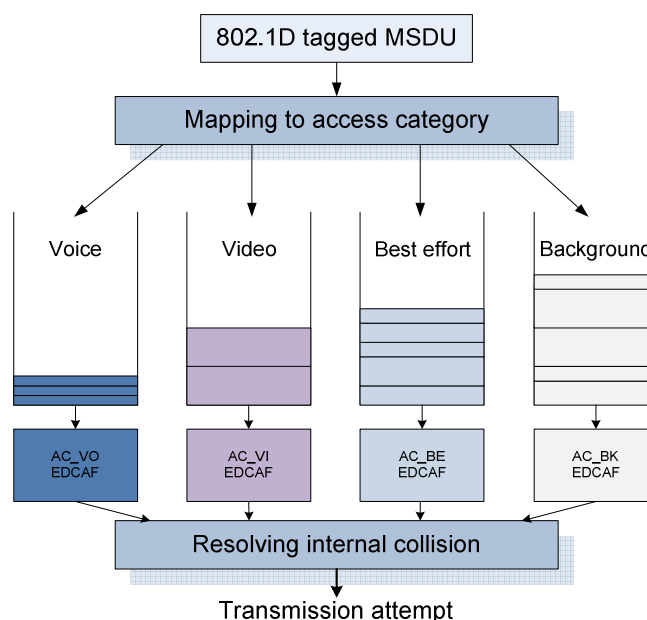 802.1D tagged MSDU
Mapping to access category
Voice
Video
Best effort
Background
AC_VO
EDCAF
AC_VI
EDCAF
AC_BE
EDCAF
AC_BK
EDCAF
Resolving internal collision
Transmission attempt